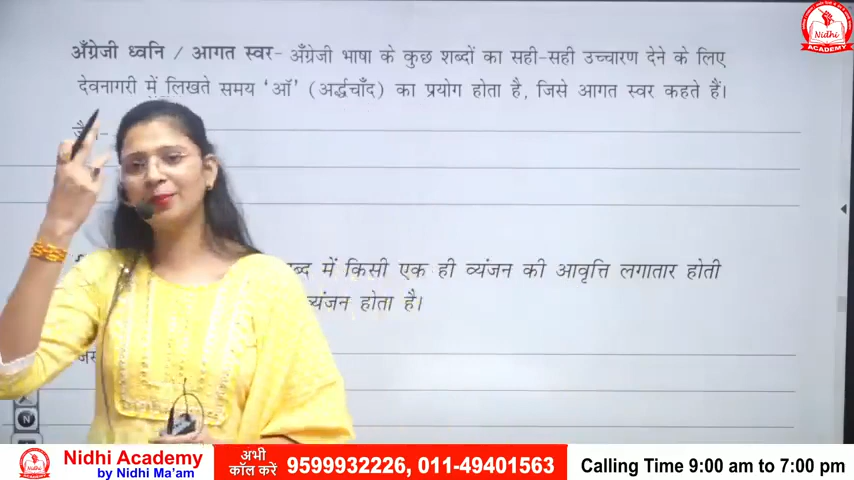 अँग्रेजी ध्वनि / आगत स्वर- अँग्रेजी भाषा के कुछ शब्दों का सही-सही उच्चारण देने के लिए
देवनागरी में लिखते समय 'ऑ' (अर्द्धचाँद) का प्रयोग होता है, जिसे आगत स्वर कहते हैं।
में किसी एक ही व्यंजन की आवृत्ति लगातार होती
व्यंजन होता है।
Nidhi
ACADEMY
N
Nidhi Academy
by Nidhi Ma'am
अभी
कॉल करें
9599932226, 011-49401563
Calling Time 9:00 am to 7:00 pm